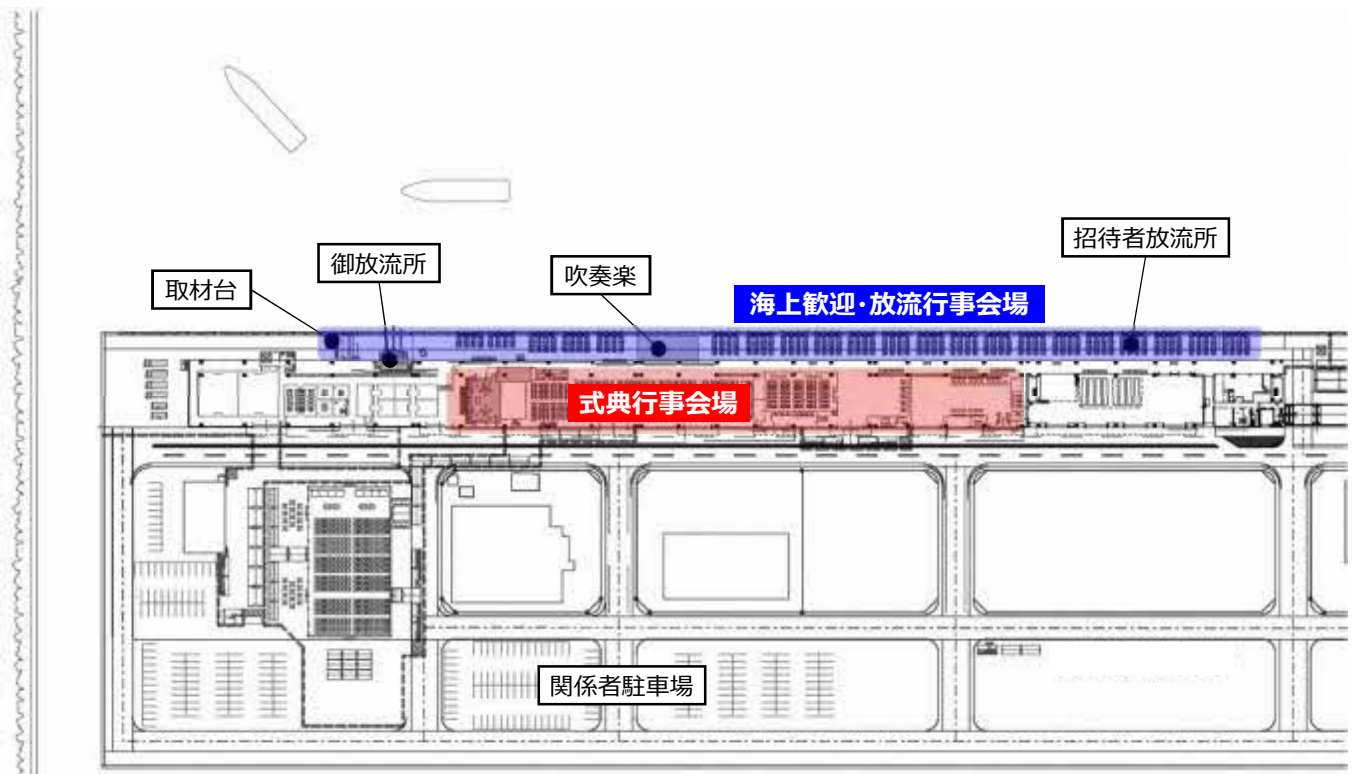 招待者放流所
御放流所
吹奏楽
取材台
海上歓迎・放流行事会場
式典行事会場
関係者駐車場